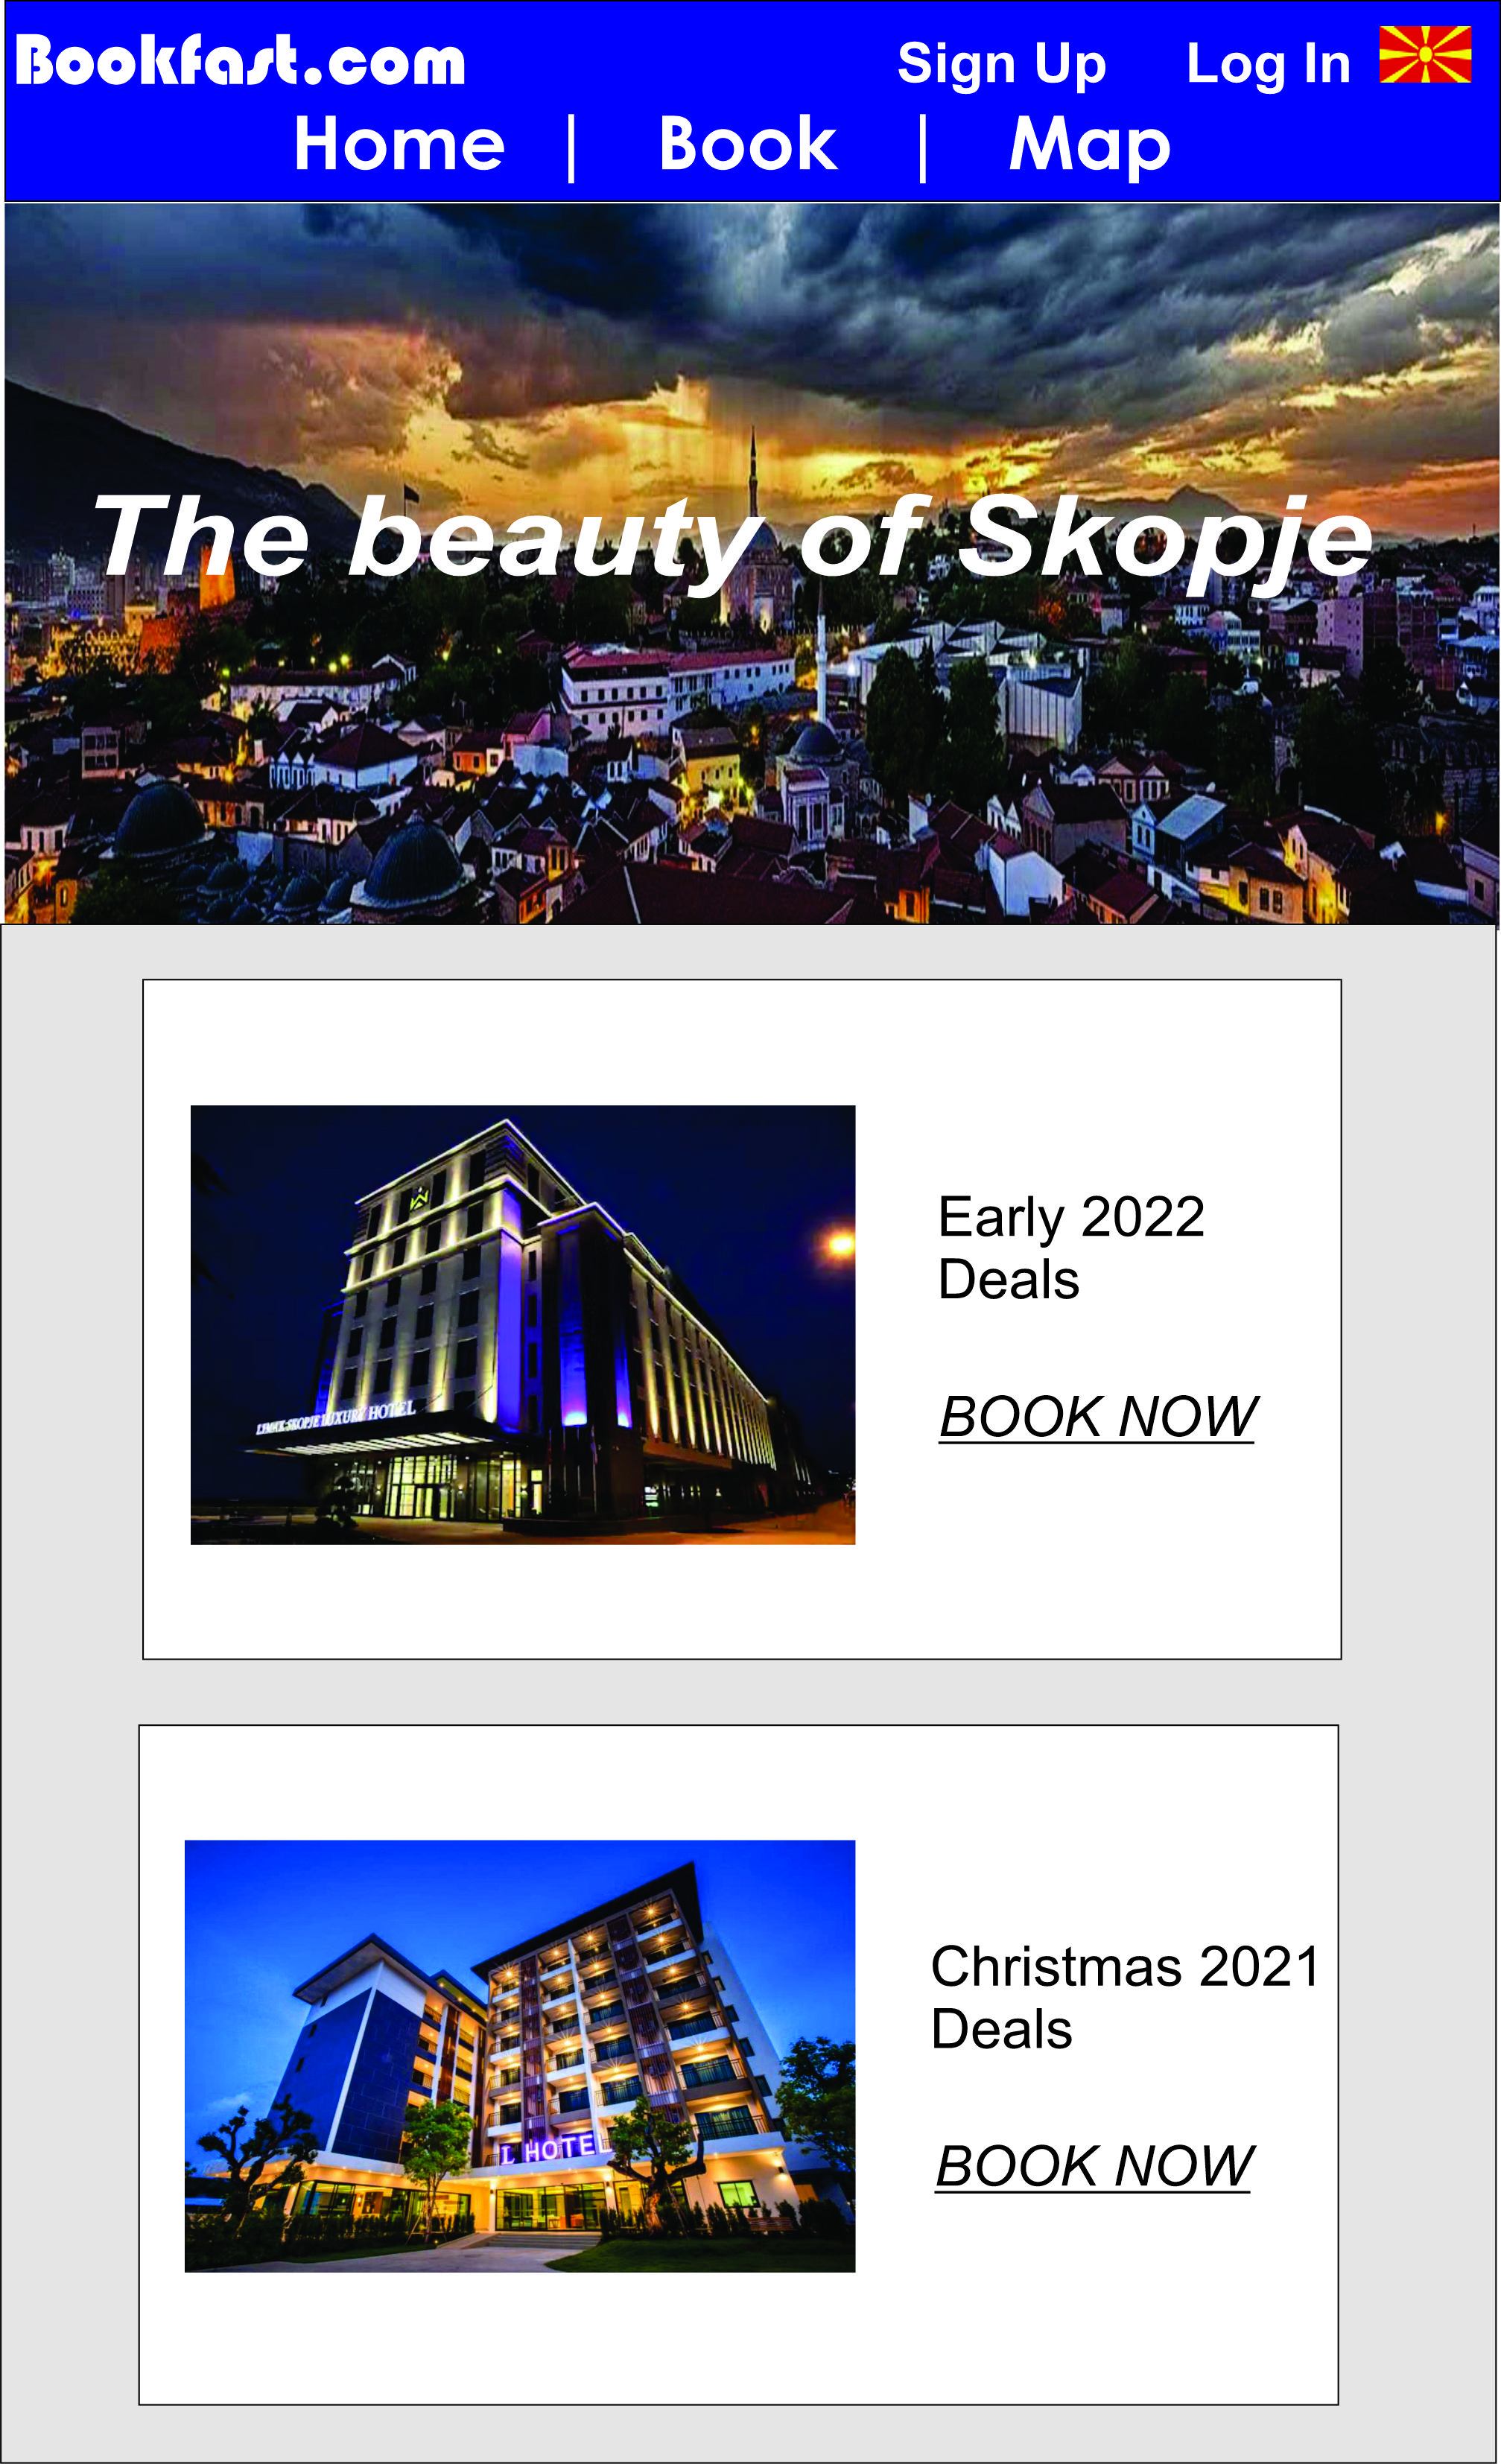 Bookfast.com
Sign Up
Log In
Home | Book | Map
The beauty of Skopje
SKOPJE LUXURY HOTEL
Early 2022
Deals
BOOK NOW
HOTEL
Christmas 2021
Deals
BOOK NOW